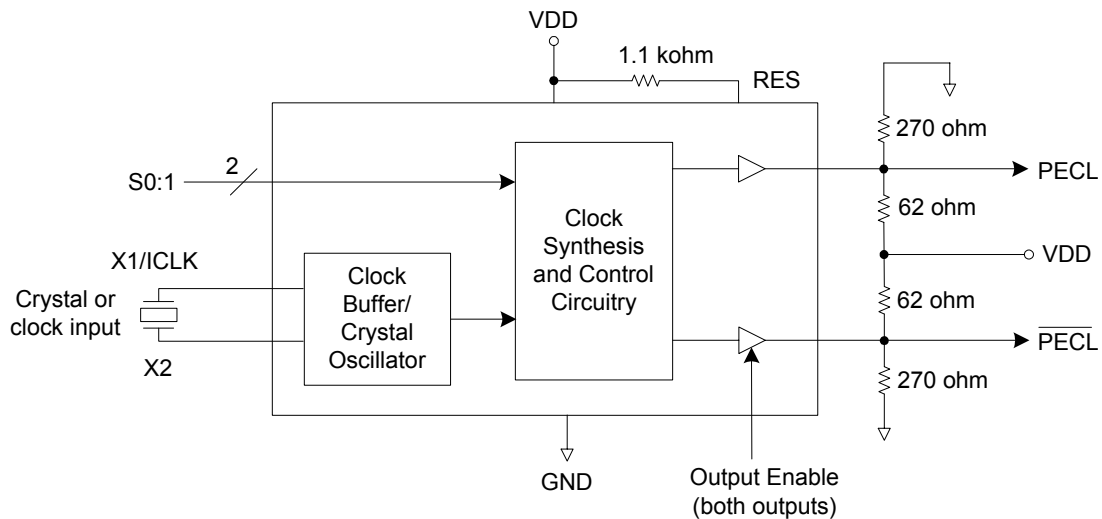 VDD
1.1 kohm
RES
270 ohm
S0:1
2
PECL
62 ohm
Clock
Synthesis
and Control
Circuitry
X1/ICLK
VDD
Crystal or
clock input
Clock
Buffer/
Crystal
Oscillator
62 ohm
X2
PECL
270 ohm
GND
Output Enable
(both outputs)